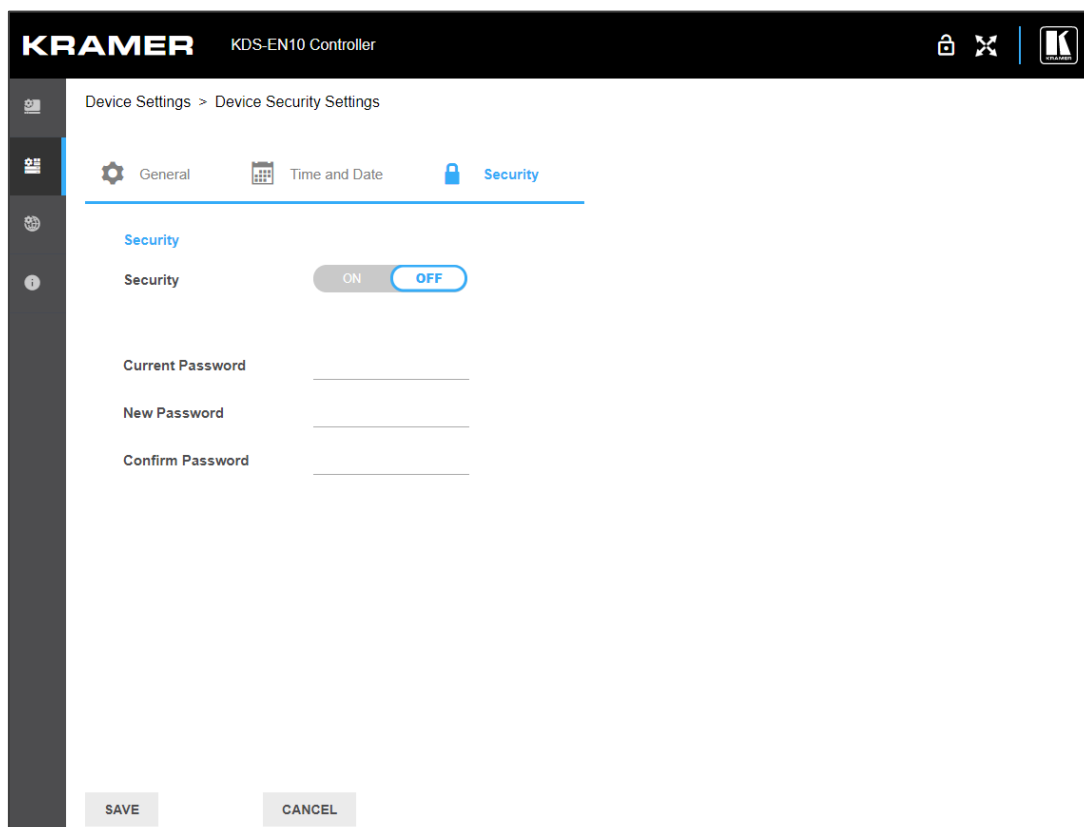 KRAMER KDS-EN10 Controller
KRAMER
Device Settings > Device Security Settings
General Time and Date Security
Security
Security ON OFF
Current Password
New Password
Confirm Password
SAVE CANCEL